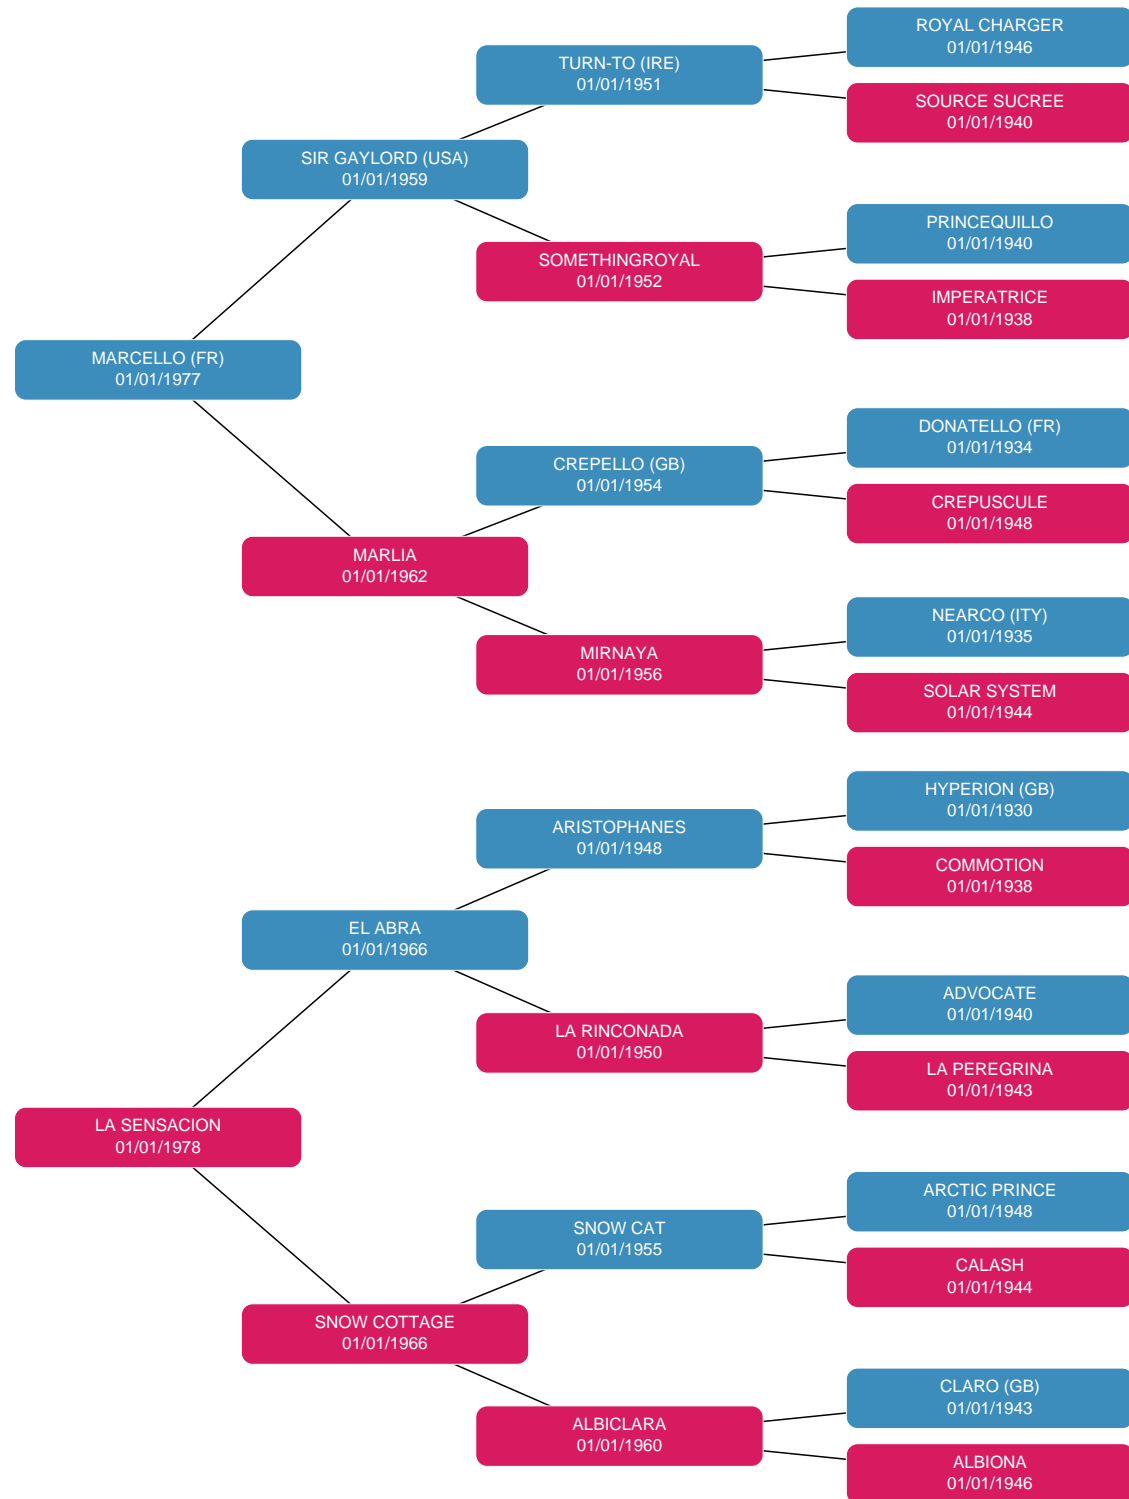 ROYAL CHARGER
01/01/1946
TURN-TO (IRE)
01/01/1951
SOURCE SUCREE
01/01/1940
SIR GAYLORD (USA)
01/01/1959
PRINCEQUILLO
01/01/1940
SOMETHINGROYAL
01/01/1952
IMPERATRICE
01/01/1938
MARCELLO (FR)
01/01/1977
DONATELLO (FR)
01/01/1934
CREPELLO (GB)
01/01/1954
CREPUSCULE
01/01/1948
MARLIA
01/01/1962
NEARCO (ITY)
01/01/1935
MIRNAYA
01/01/1956
SOLAR SYSTEM
01/01/1944
HYPERION (GB)
01/01/1930
ARISTOPHANES
01/01/1948
COMMOTION
01/01/1938
EL ABRA
01/01/1966
ADVOCATE
01/01/1940
LA RINCONADA
01/01/1950
LA PEREGRINA
01/01/1943
LA SENSACION
01/01/1978
ARCTIC PRINCE
01/01/1948
SNOW CAT
01/01/1955
CALASH
01/01/1944
SNOW COTTAGE
01/01/1966
CLARO (GB)
01/01/1943
ALBICLARA
01/01/1960
ALBIONA
01/01/1946